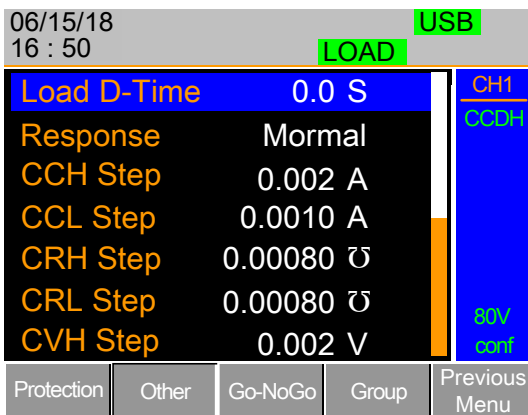 06/15/18 USB
16 : 50 LOAD
Load D-Time 0.0 S
Response Mormal
CCH Step 0.002 A
CCL Step 0.0010 A
CRH Step 0.00080 ℧
CRL Step 0.00080 ℧
CVH Step 0.002 V
CH1
CCDH
80V
conf
Protection Other Go-NoGo Group Previous Menu